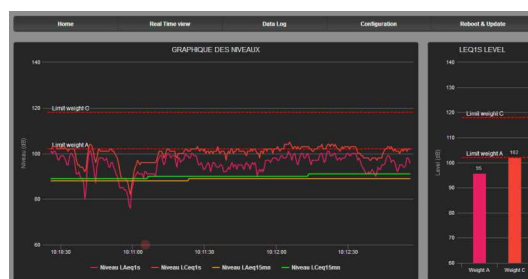 Home Real Time view Data Log Configuration Reboot & Update
GRAPHIQUE DES NIVEAUX
140
120
100
80
60
Niveau (dB)
Limit weight C
Limit weight A
10:10:30 10:11:00 10:11:30 10:12:00 10:12:30
Niveau LAeq1s Niveau LCeq1s Niveau LAeq15mn Niveau LCeq15mn
LEQ1S LEVEL
140
130
120
110
100
90
80
70
60
Level (dB)
Limit weight C
Limit weight A
95 102
Weight A Weight C